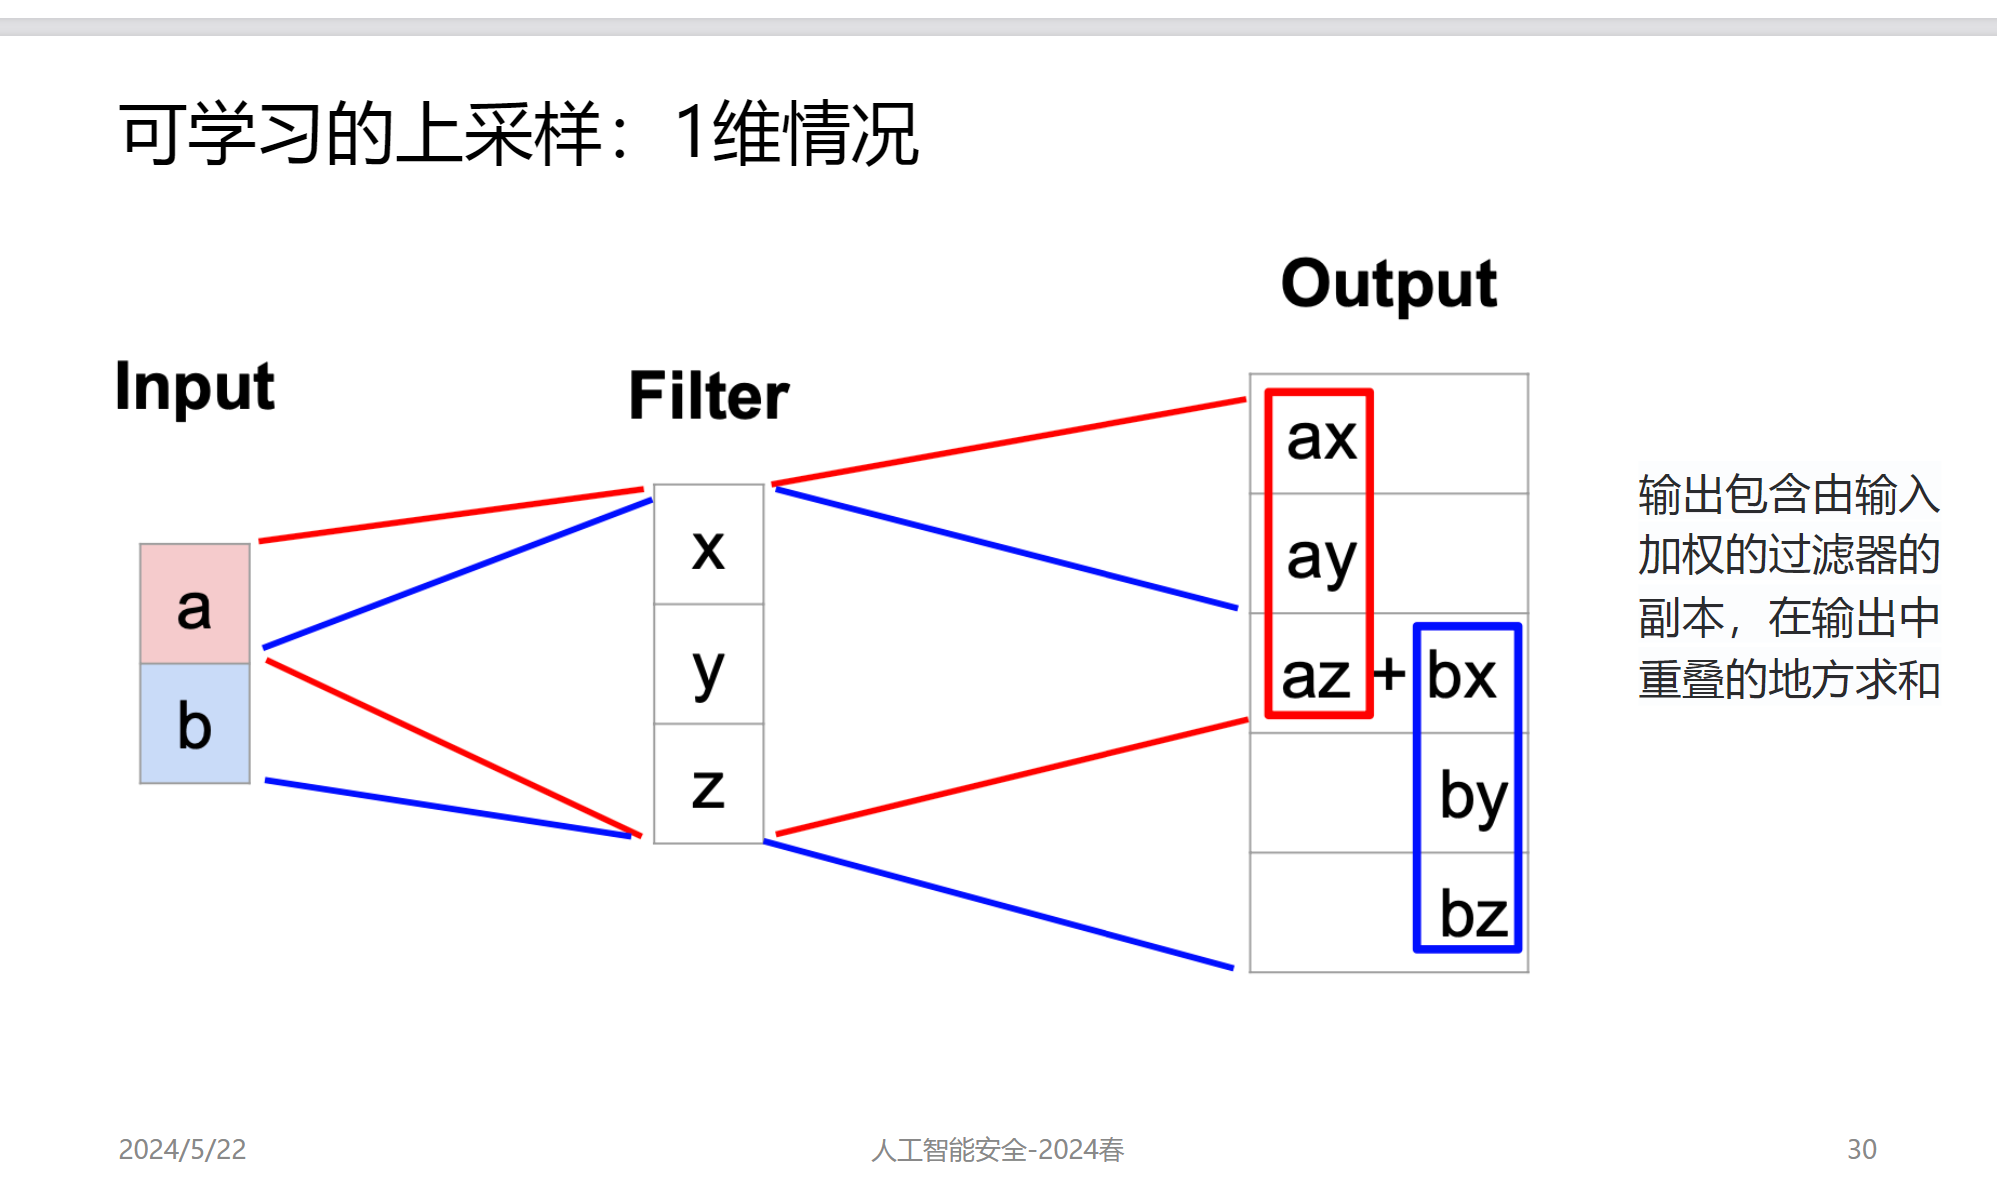 可学习的上采样：1维情况
Input
Filter
Output
a
b
x
y
z
ax
ay
az + bx
by
bz
输出包含由输入
加权的过滤器的
副本，在输出中
重叠的地方求和
2024/5/22
人工智能安全-2024春
30